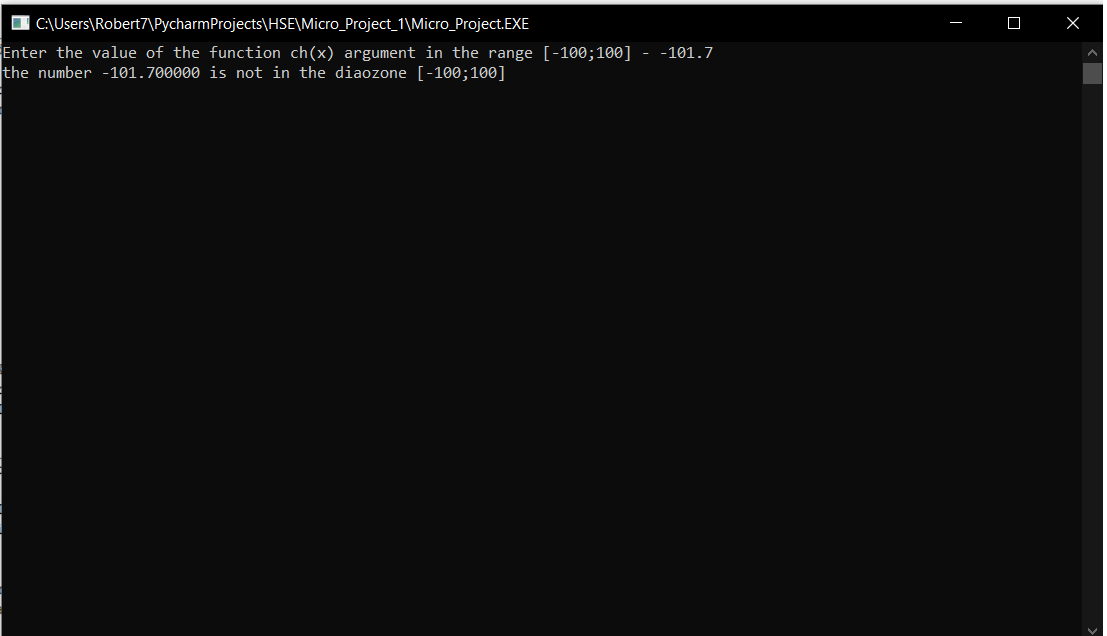 C:\Users\Robert7\PycharmProjects\HSE\Micro_Project_1\Micro_Project.EXE
Enter the value of the function ch(x) argument in the range [-100;100] - -101.7
the number -101.700000 is not in the diaozone [-100;100]